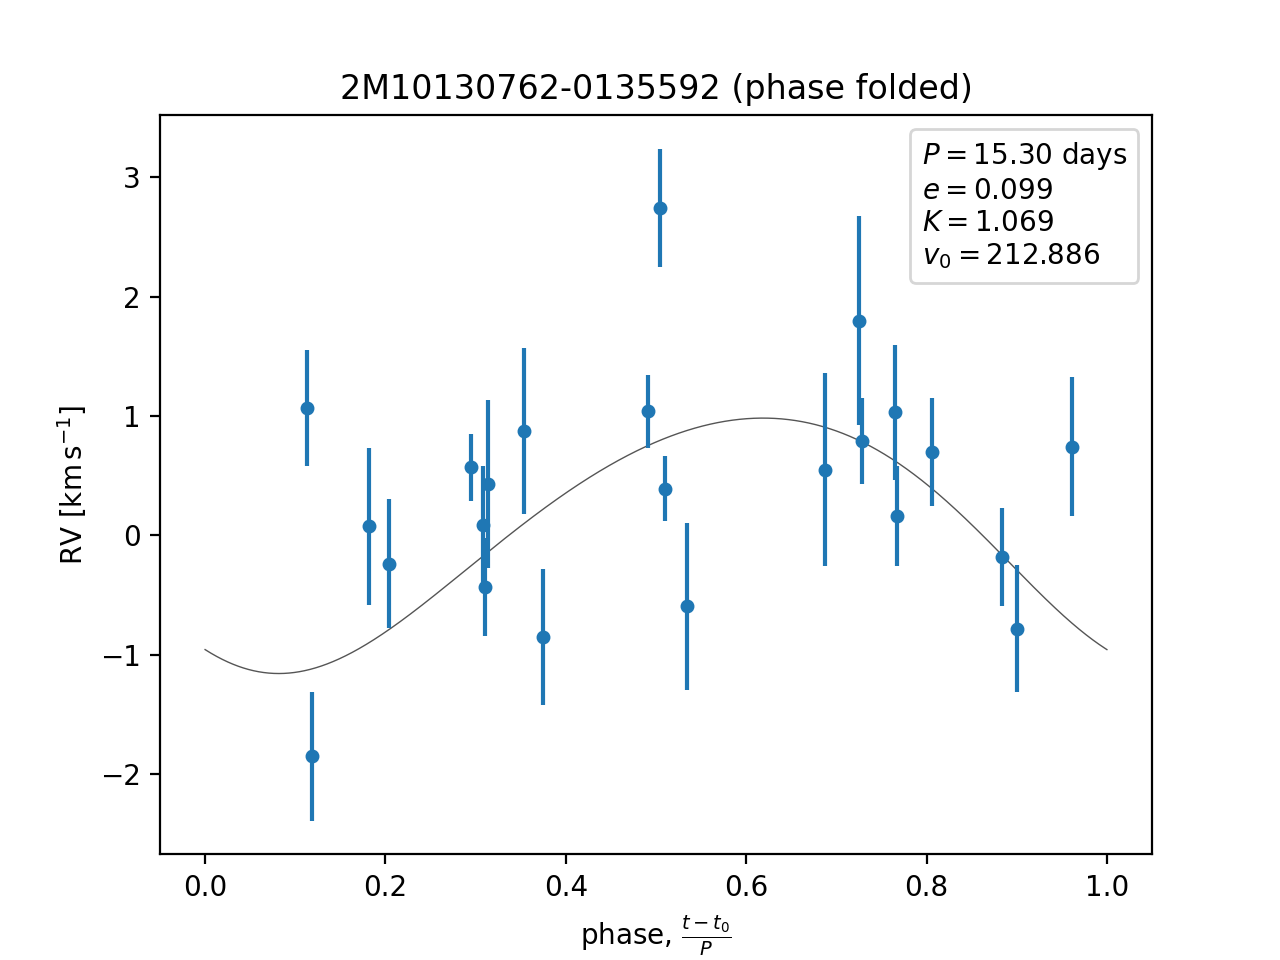 2M10130762-0135592 (phase folded)
P = 15.30 days
e = 0.099
K = 1.069
v₀ = 212.886
RV [km s⁻¹]
3
2
1
0
−1
−2
0.0 0.2 0.4 0.6 0.8 1.0
phase, (t − t₀)/P